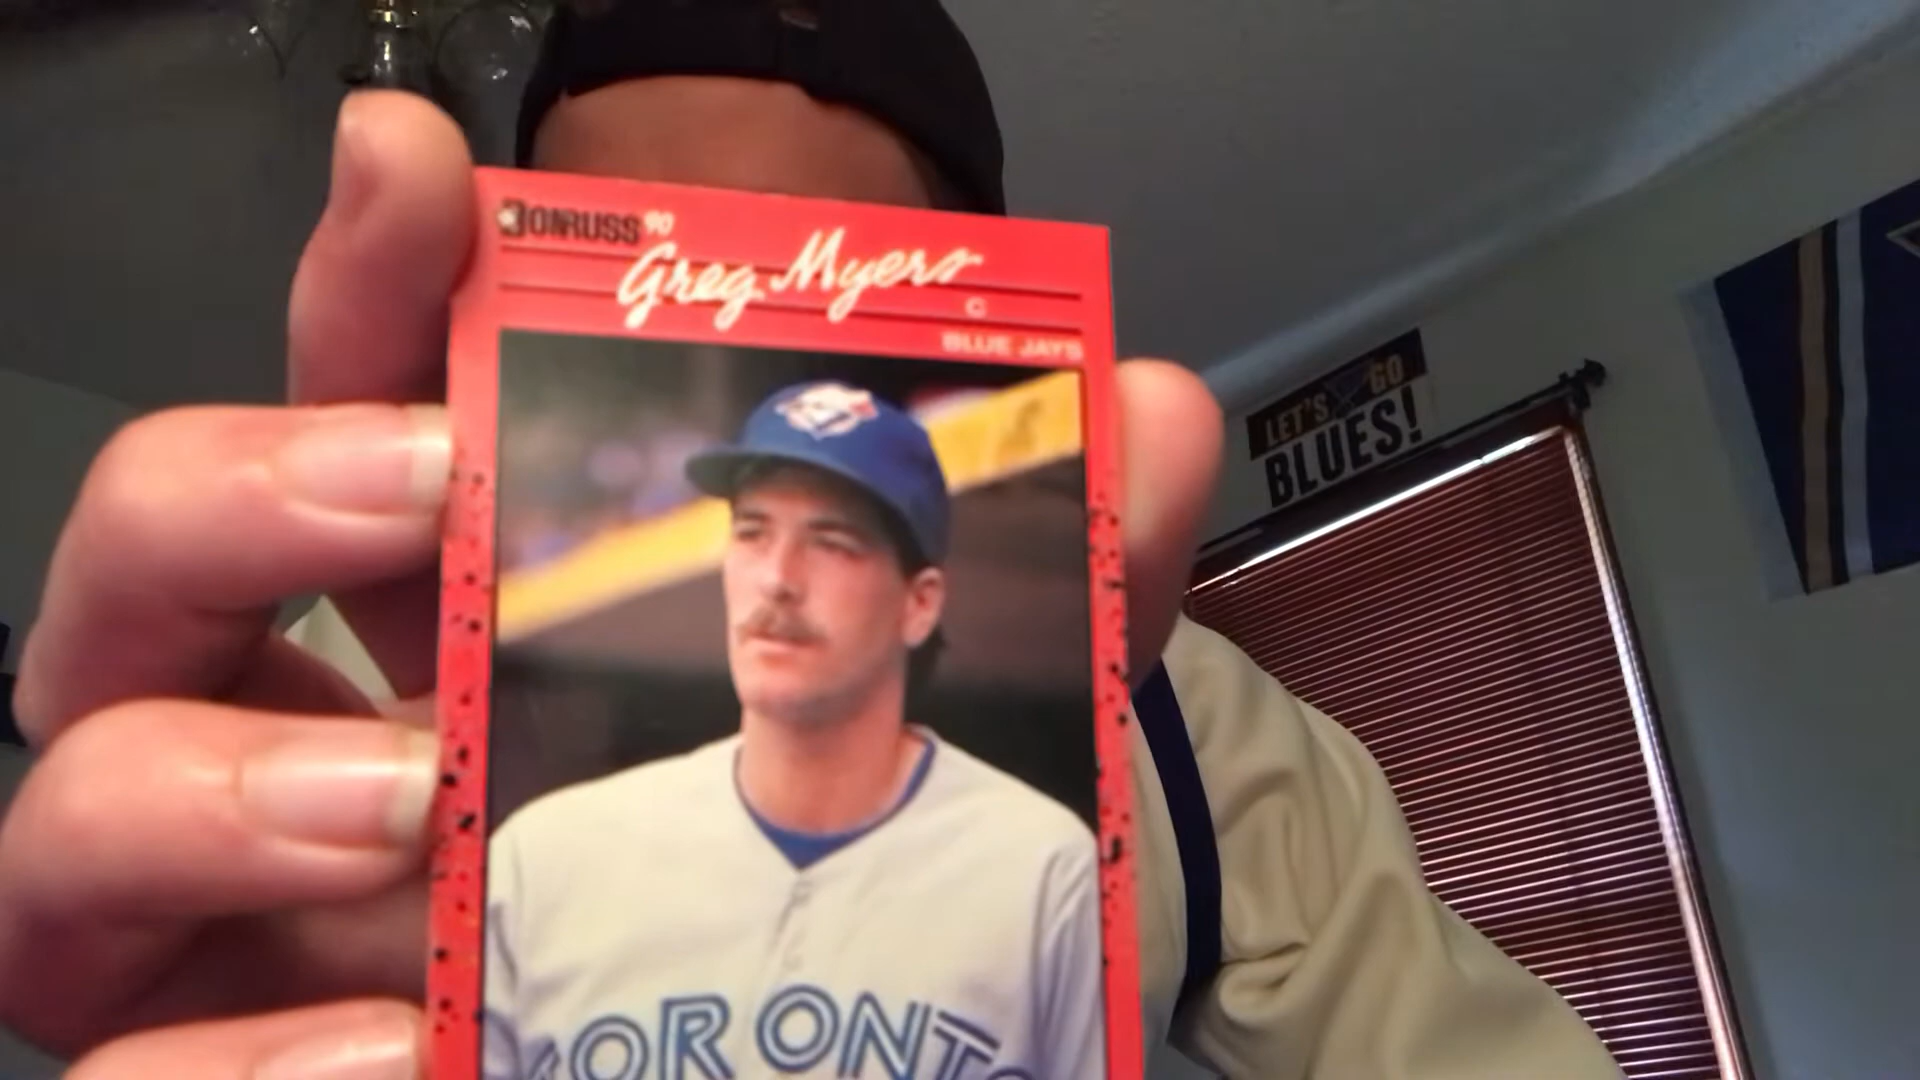 DONRUSS 90
Greg Myers
C
BLUE JAYS
TORONTO
LET'S GO
BLUES!